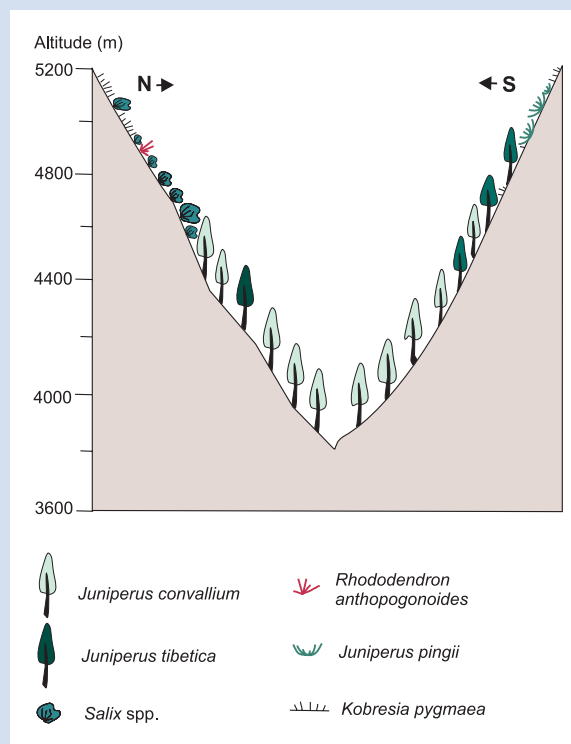 Altitude (m)
5200
N
S
4800
4400
4000
3600
Juniperus convallium
Rhododendron
anthopogonoides
Juniperus tibetica
Juniperus pingii
Salix spp.
Kobresia pygmaea